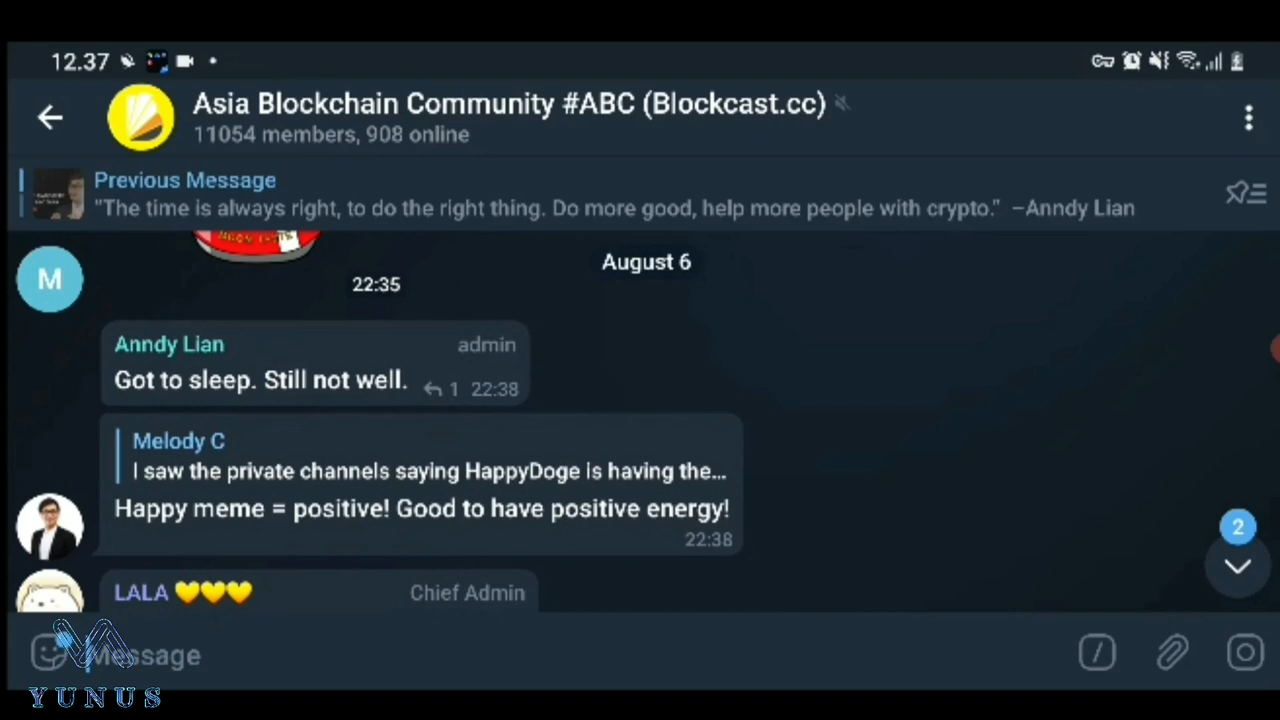 12.37
Asia Blockchain Community #ABC (Blockcast.cc)
11054 members, 908 online
Previous Message
"The time is always right, to do the right thing. Do more good, help more people with crypto." –Anndy Lian
August 6
M
22:35
Anndy Lian admin
Got to sleep. Still not well. 1 22:38
Melody C
I saw the private channels saying HappyDoge is having the...
Happy meme = positive! Good to have positive energy!
22:38
2
LALA 💛💛💛 Chief Admin
Message
YUNUS